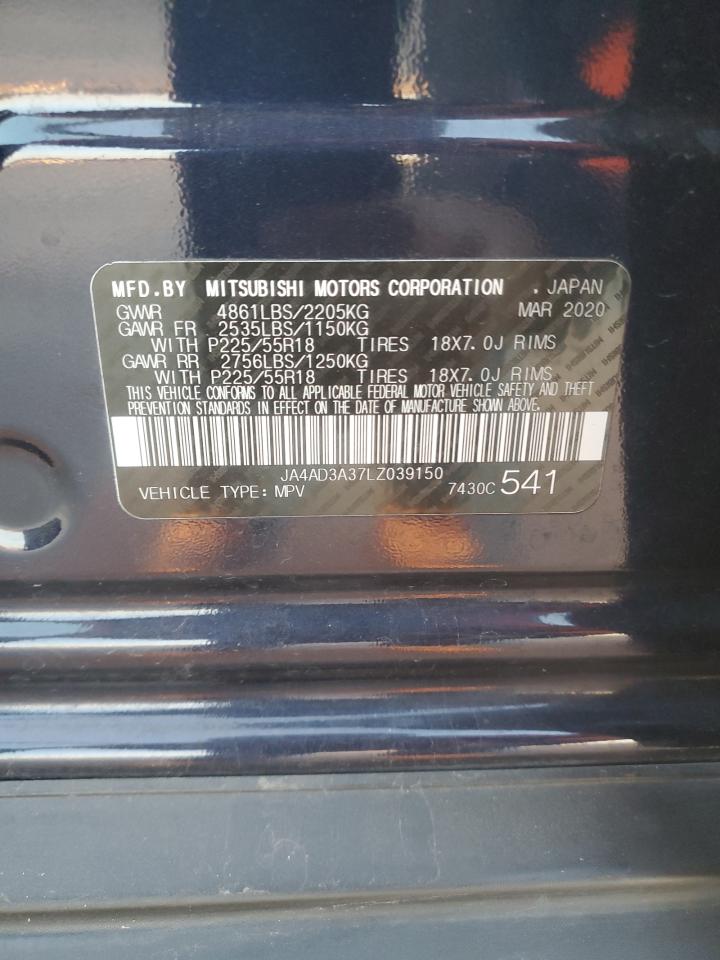 MFD.BY MITSUBISHI MOTORS CORPORATION . JAPAN
GVWR 4861LBS/2205KG MAR 2020
GAWR FR 2535LBS/1150KG
WITH P225/55R18 TIRES 18X7.0J RIMS
GAWR RR 2756LBS/1250KG
WITH P225/55R18 TIRES 18X7.0J RIMS
THIS VEHICLE CONFORMS TO ALL APPLICABLE FEDERAL MOTOR VEHICLE SAFETY AND THEFT
PREVENTION STANDARDS IN EFFECT ON THE DATE OF MANUFACTURE SHOWN ABOVE.
JA4AD3A37LZ039150
VEHICLE TYPE: MPV 7430C 541